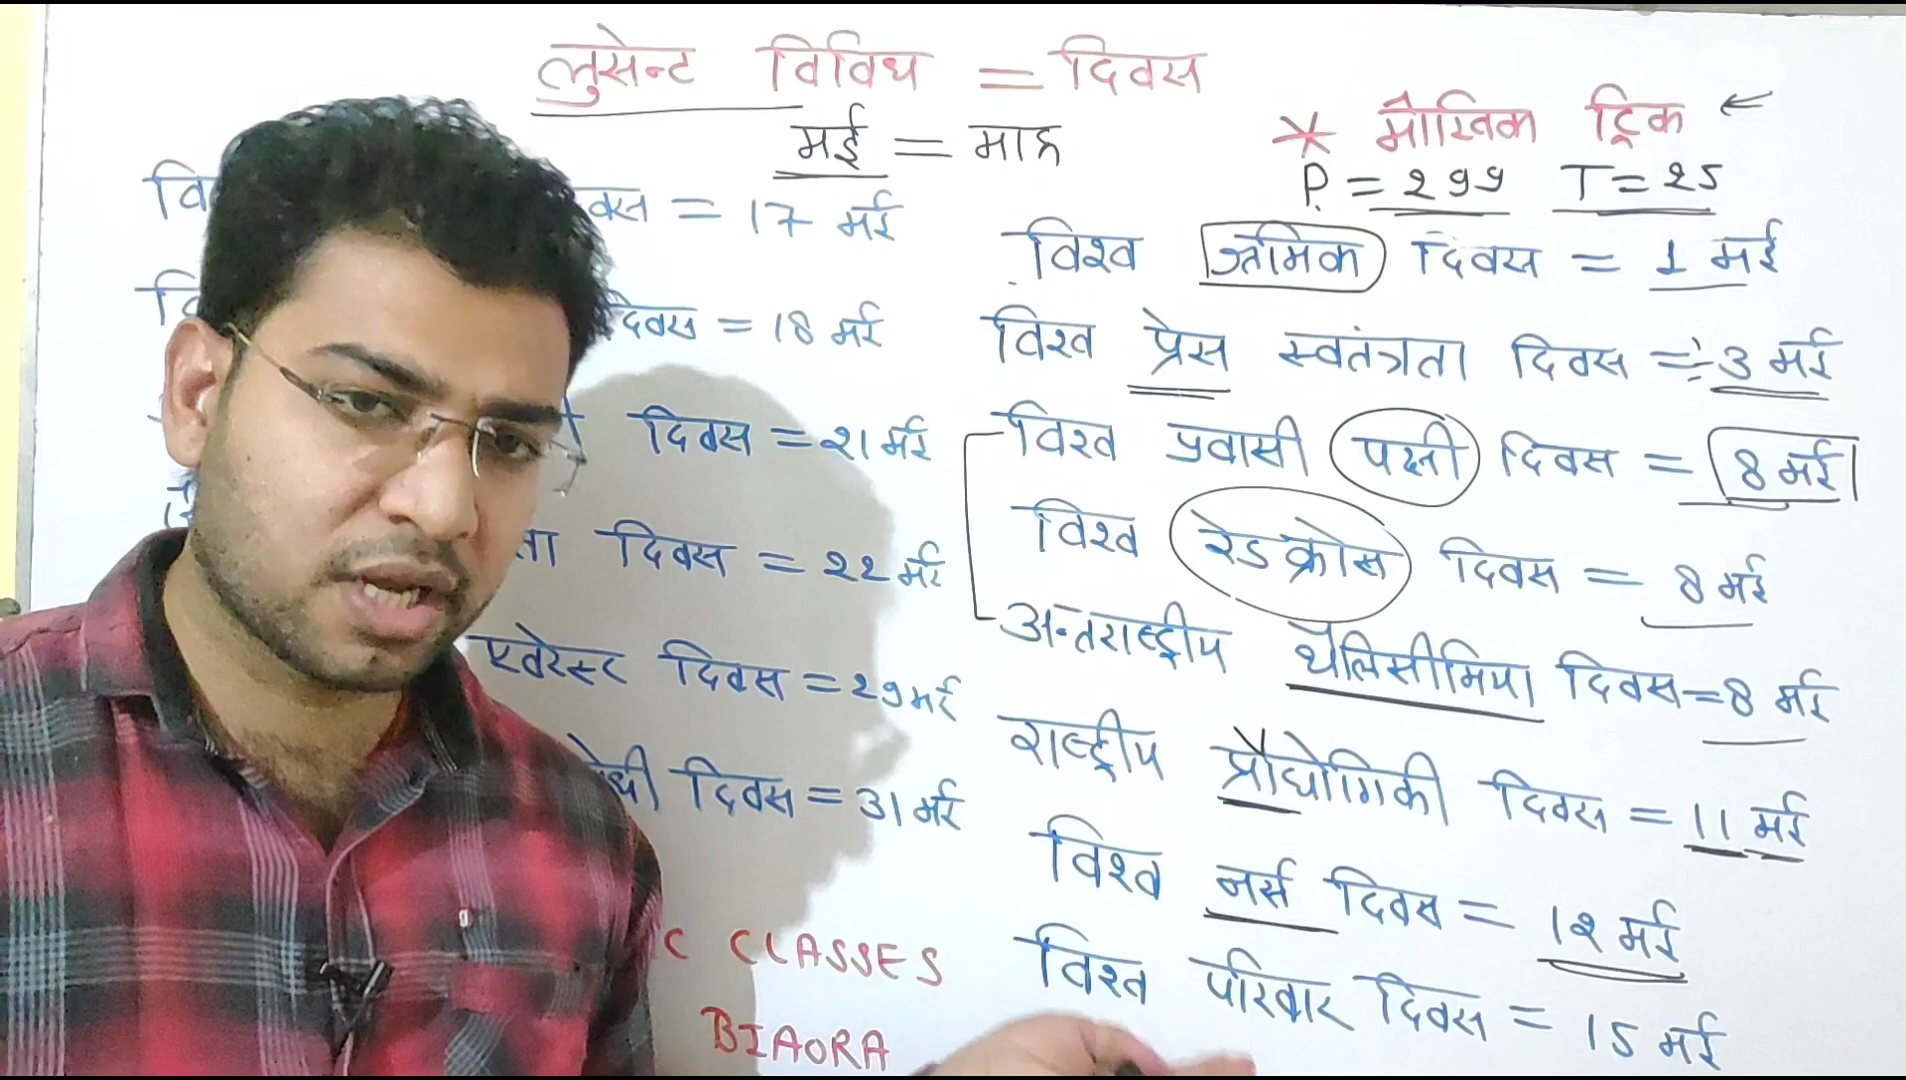 लुसेन्ट विविध = दिवस
मई = माह
* मौखिक ट्रिक ←
P = 299 T = 25
= 17 मई
दिवस = 18 मई
दिवस = 21 मई
दिवस = 22 मई
एवरेस्ट दिवस = 29 मई
दिवस = 31 मई
CLASSES
BIAORA
विश्व श्रमिक दिवस = 1 मई
विश्व प्रेस स्वतंत्रता दिवस = 3 मई
विश्व प्रवासी पक्षी दिवस = 8 मई
विश्व रेडक्रोस दिवस = 8 मई
अन्तराष्ट्रीय थैलिसीमिया दिवस = 8 मई
राष्ट्रीय प्रौद्योगिकी दिवस = 11 मई
विश्व नर्स दिवस = 12 मई
विश्व परिवार दिवस = 15 मई